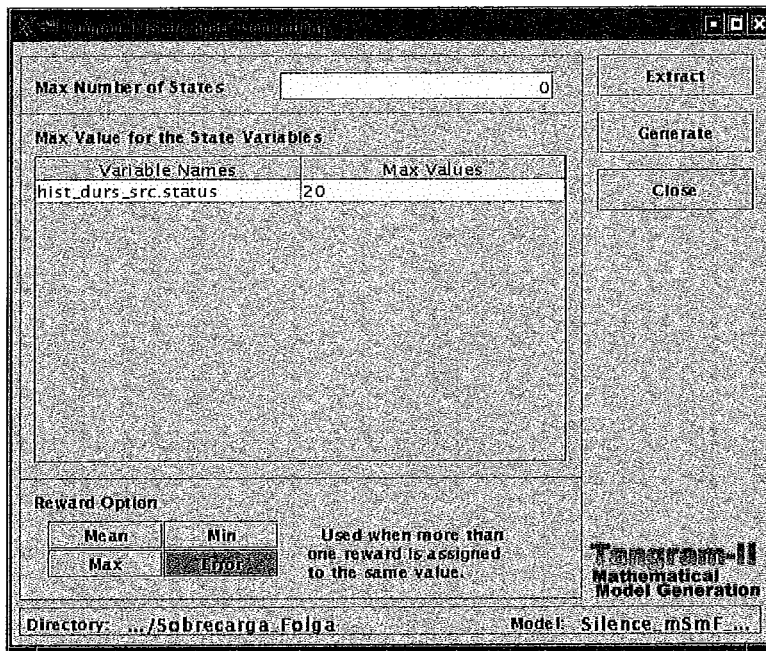 Max Number of States 0
Extract
Generate
Close
Max Value for the State Variables
Variable Names Max Values
hist_durs_src.status 20
Reward Option
Mean Min
Max Error
Used when more than
one reward is assigned
to the same value.
Tangram-II
Mathematical
Model Generation
Directory: .../Sobrecarga_Folga
Model: Silence_mSmF_...